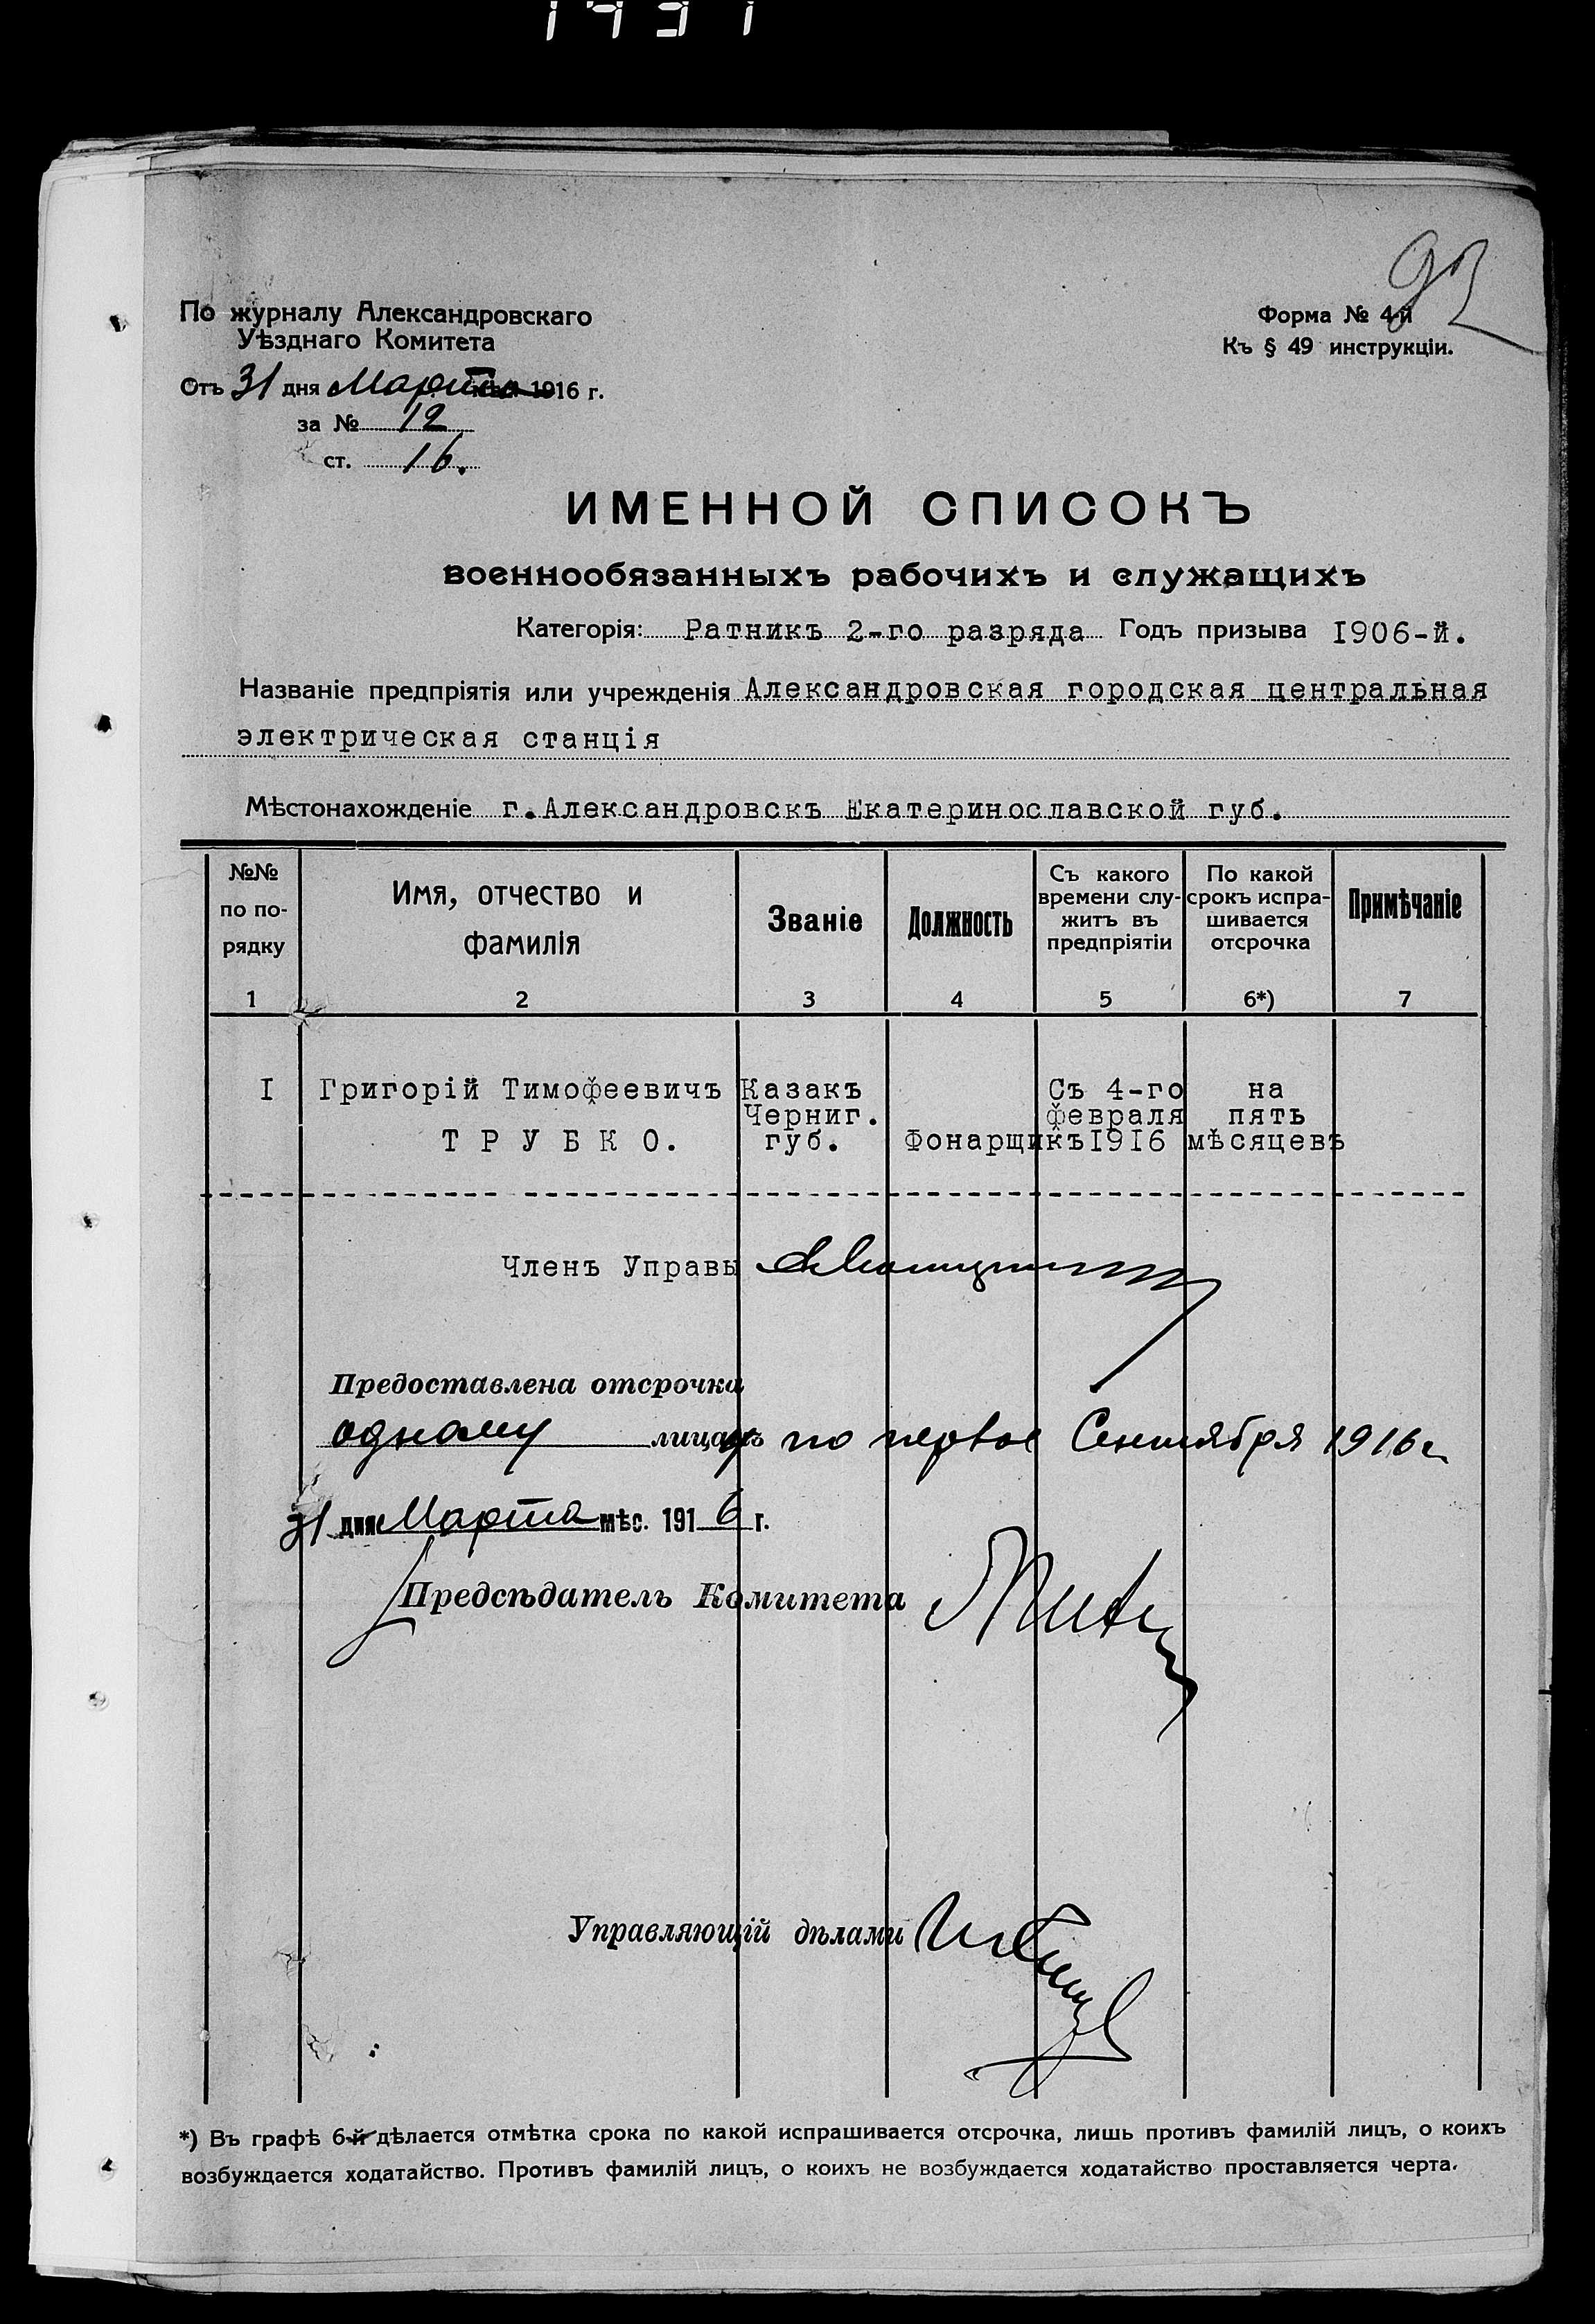 92
По журналу Александровскаго
Уѣзднаго Комитета
Отъ 31 дня Марта 1916 г.
за № 12
ст. 16.
Форма № 4-й
Къ § 49 инструкціи.
ИМЕННОЙ СПИСОКЪ
военнообязанныхъ рабочихъ и служащихъ
Категорія: Ратникъ 2-го разряда Годъ призыва 1906-й.
Названіе предпріятія или учрежденія Александровская городская центральная
электрическая станція
Мѣстонахожденіе г.Александровскъ Екатеринославской губ.
№№ по по-рядку
Имя, отчество и фамилія
Званіе
Должность
Съ какого времени слу-житъ въ предпріятіи
По какой срокъ испра-шивается отсрочка
Примѣчаніе
1 2 3 4 5 6*) 7
I Григорій Тимофеевичъ Казакъ Съ 4-го на
Черниг. февраля пять
ТРУБКО. губ. Фонарщикъ 1916 мѣсяцевъ
Членъ Управы
Предоставлена отсрочка
одному лицу по первое Сентября 1916 г.
31 дня Марта мѣс. 1916 г.
Предсѣдатель Комитета
Управляющій дѣлами
*) Въ графѣ 6-й дѣлается отмѣтка срока по какой испрашивается отсрочка, лишь противъ фамилій лицъ, о коихъ
возбуждается ходатайство. Противъ фамилій лицъ, о коихъ не возбуждается ходатайство проставляется черта.